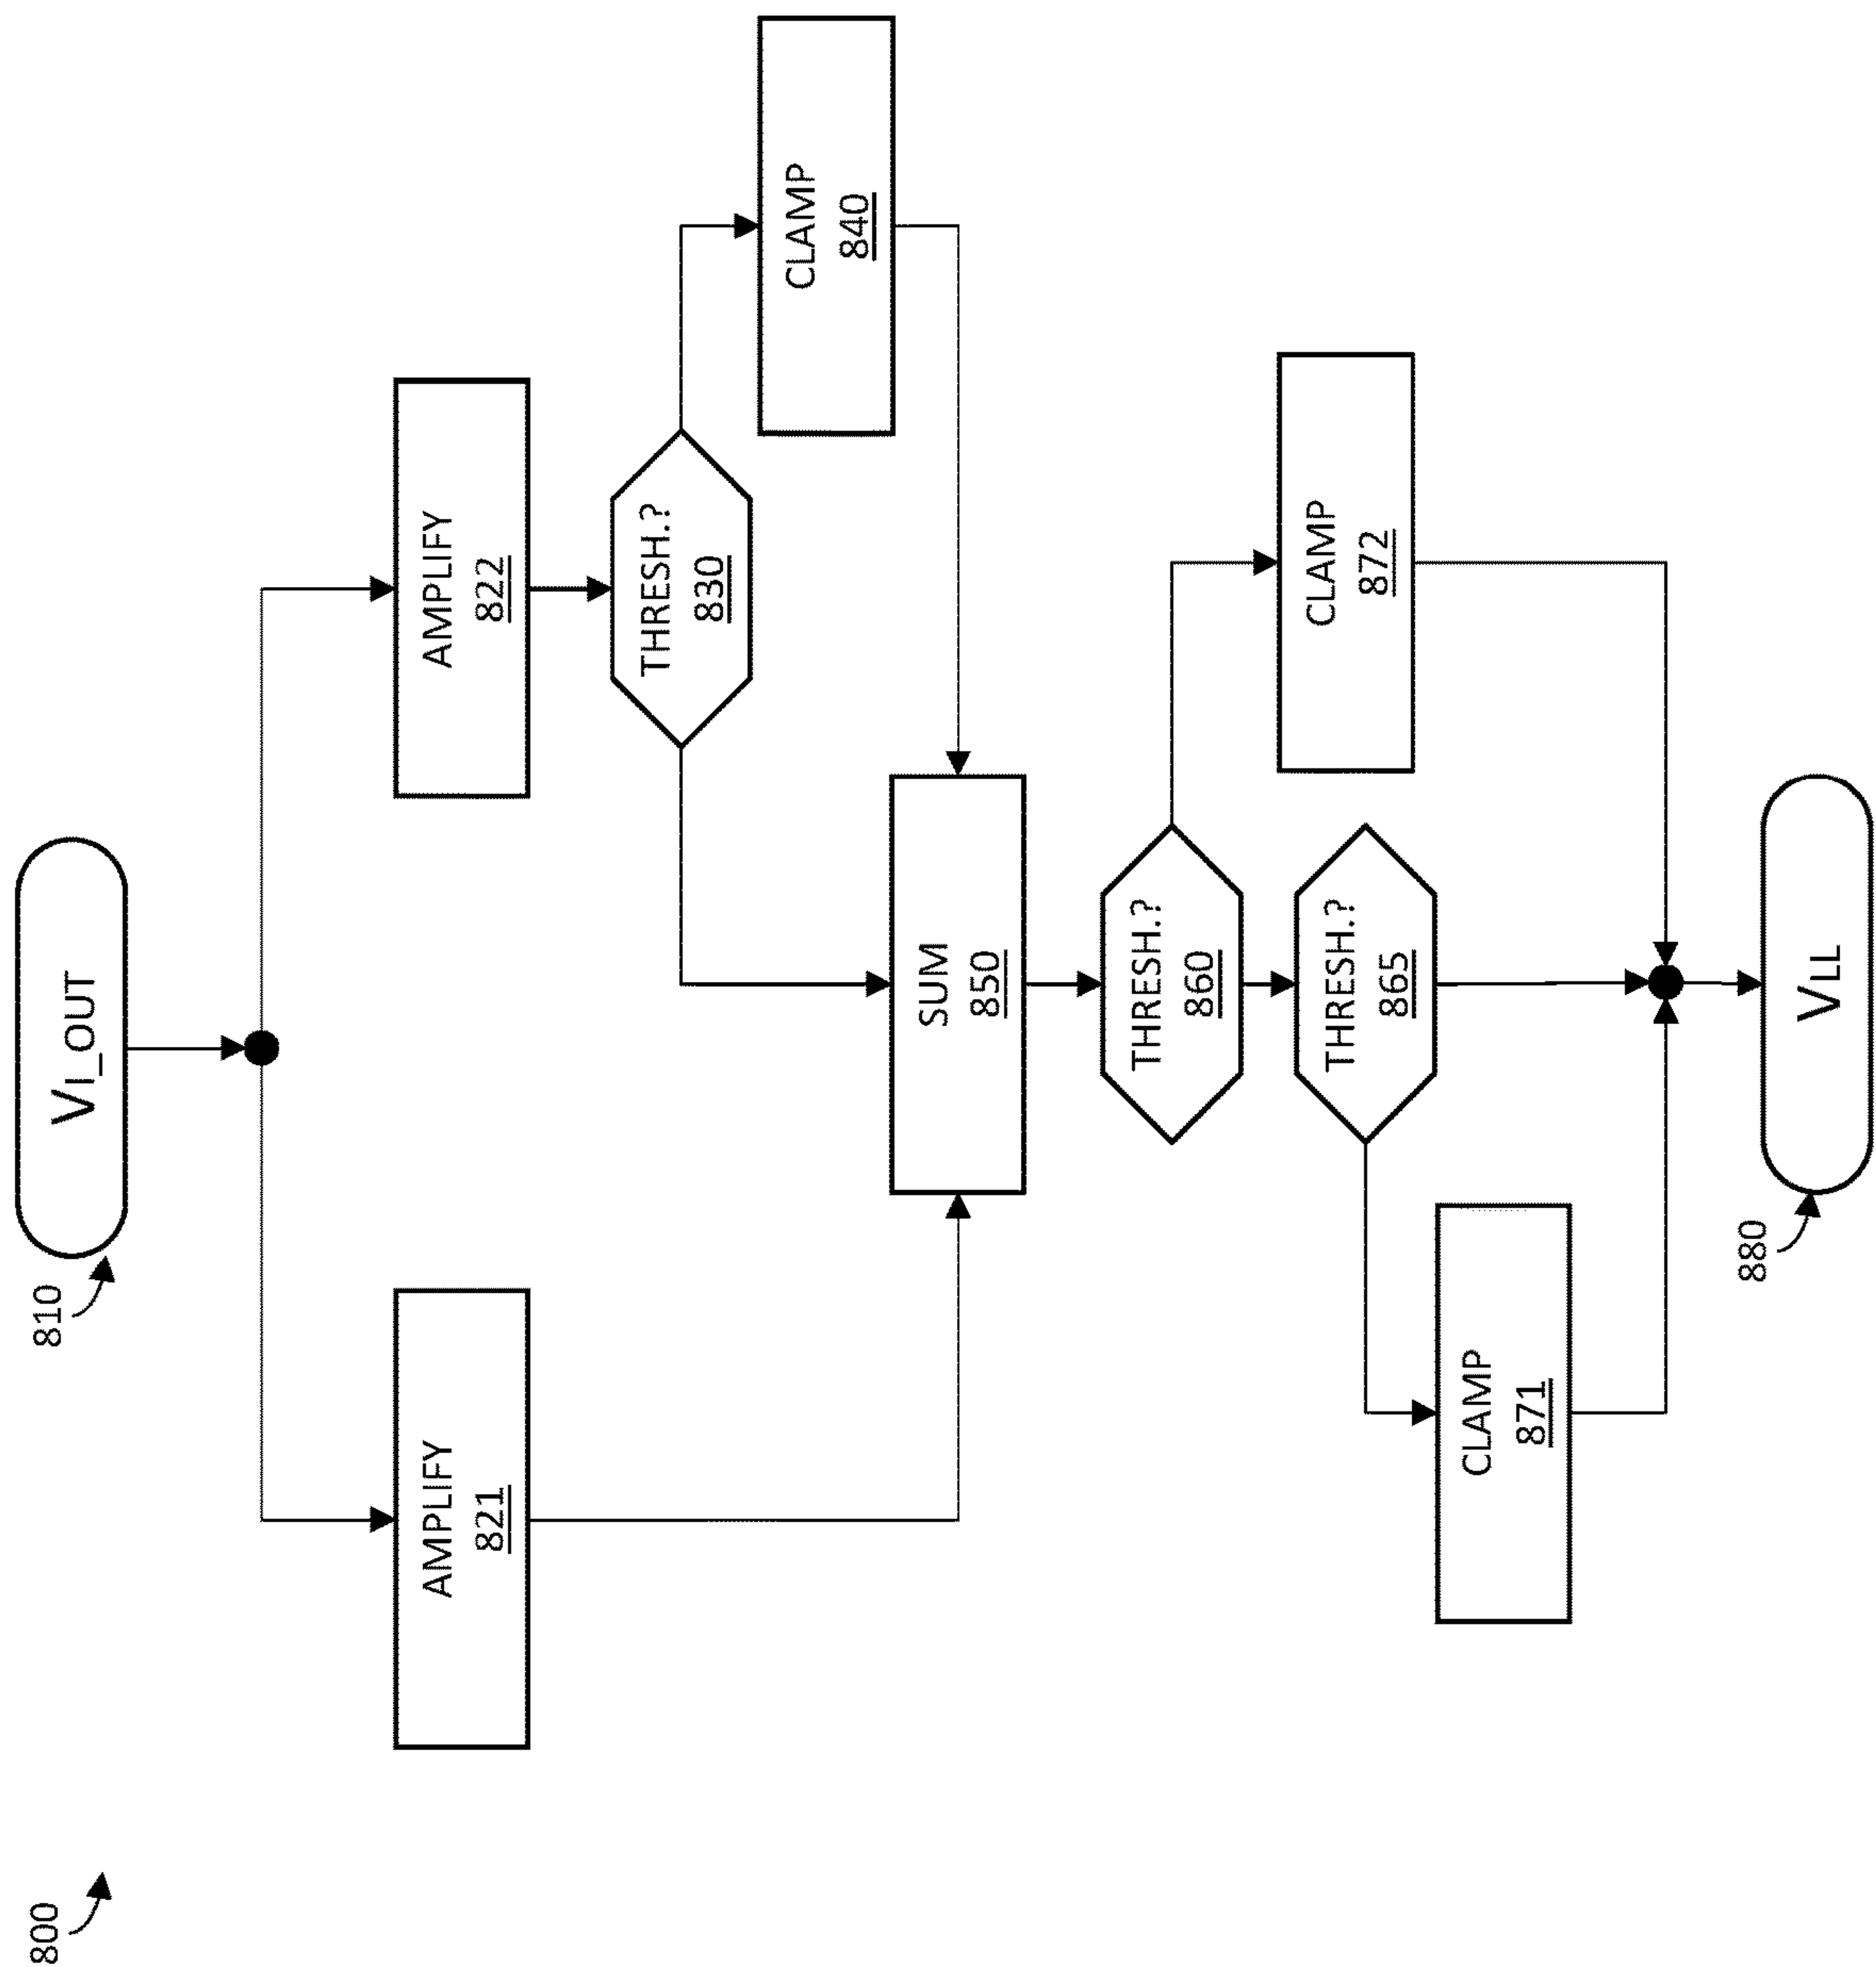 800
810
VI_OUT
AMPLIFY
821
AMPLIFY
822
THRESH.?
830
CLAMP
840
SUM
850
THRESH.?
860
THRESH.?
865
CLAMP
871
CLAMP
872
880
VLL